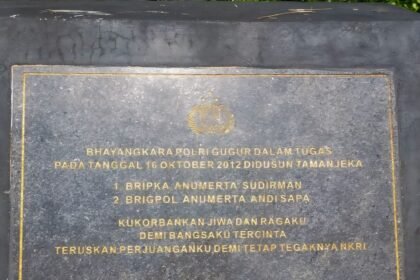 BHAYANGKARA POLRI GUGUR DALAM TUGAS
PADA TANGGAL 16 OKTOBER 2012 DIDUSUN TAMANJEKA
1. BRIPKA ANUMERTA SUDIRMAN
2. BRIGPOL ANUMERTA ANDI SAPA
KUKORBANKAN JIWA DAN RAGAKU
DEMI BANGSAKU TERCINTA
TERUSKAN PERJUANGANKU DEMI TETAP TEGAKNYA NKRI